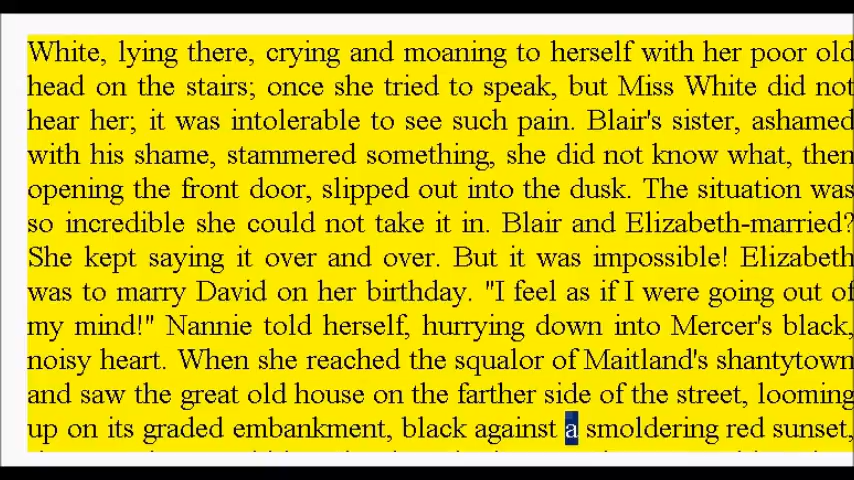 White, lying there, crying and moaning to herself with her poor old
head on the stairs; once she tried to speak, but Miss White did not
hear her; it was intolerable to see such pain. Blair's sister, ashamed
with his shame, stammered something, she did not know what, then
opening the front door, slipped out into the dusk. The situation was
so incredible she could not take it in. Blair and Elizabeth-married?
She kept saying it over and over. But it was impossible! Elizabeth
was to marry David on her birthday. "I feel as if I were going out of
my mind!" Nannie told herself, hurrying down into Mercer's black,
noisy heart. When she reached the squalor of Maitland's shantytown
and saw the great old house on the farther side of the street, looming
up on its graded embankment, black against a smoldering red sunset,